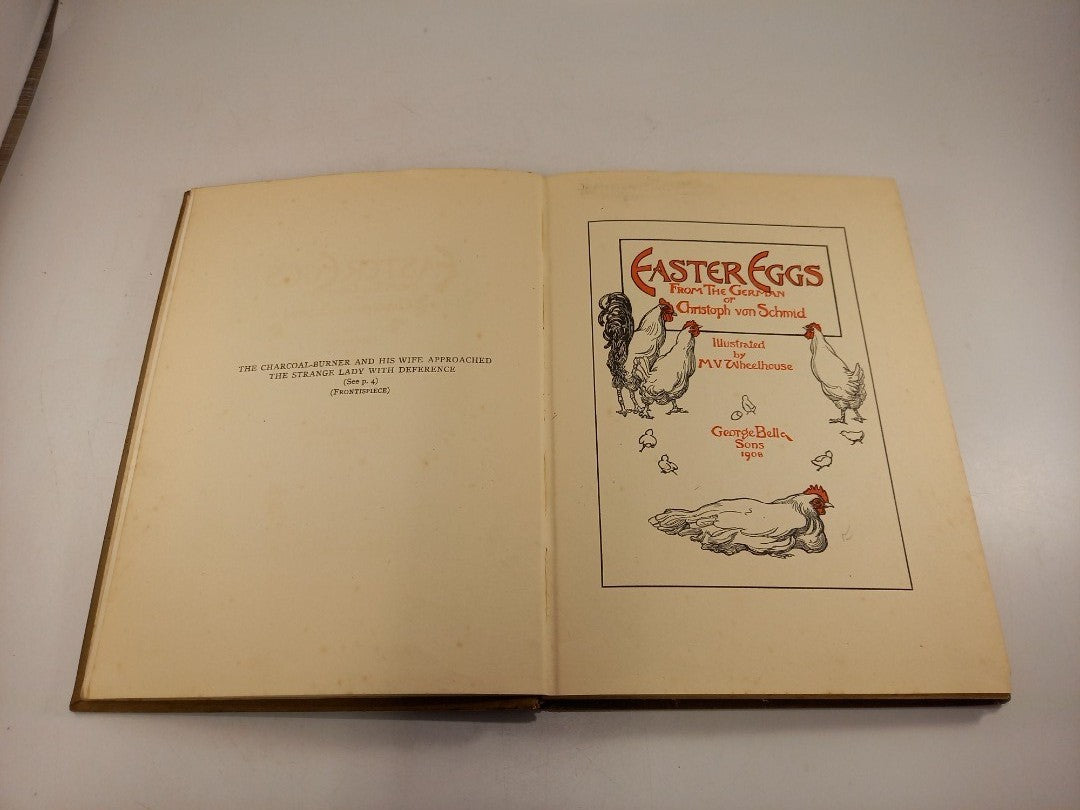 THE CHARCOAL-BURNER AND HIS WIFE APPROACHED
THE STRANGE LADY WITH DEFERENCE
(See p. 4)
(FRONTISPIECE)
EASTER EGGS
FROM THE GERMAN
OF
Christoph von Schmid
Illustrated
by
M.V. Wheelhouse
George Bell &
Sons
1908